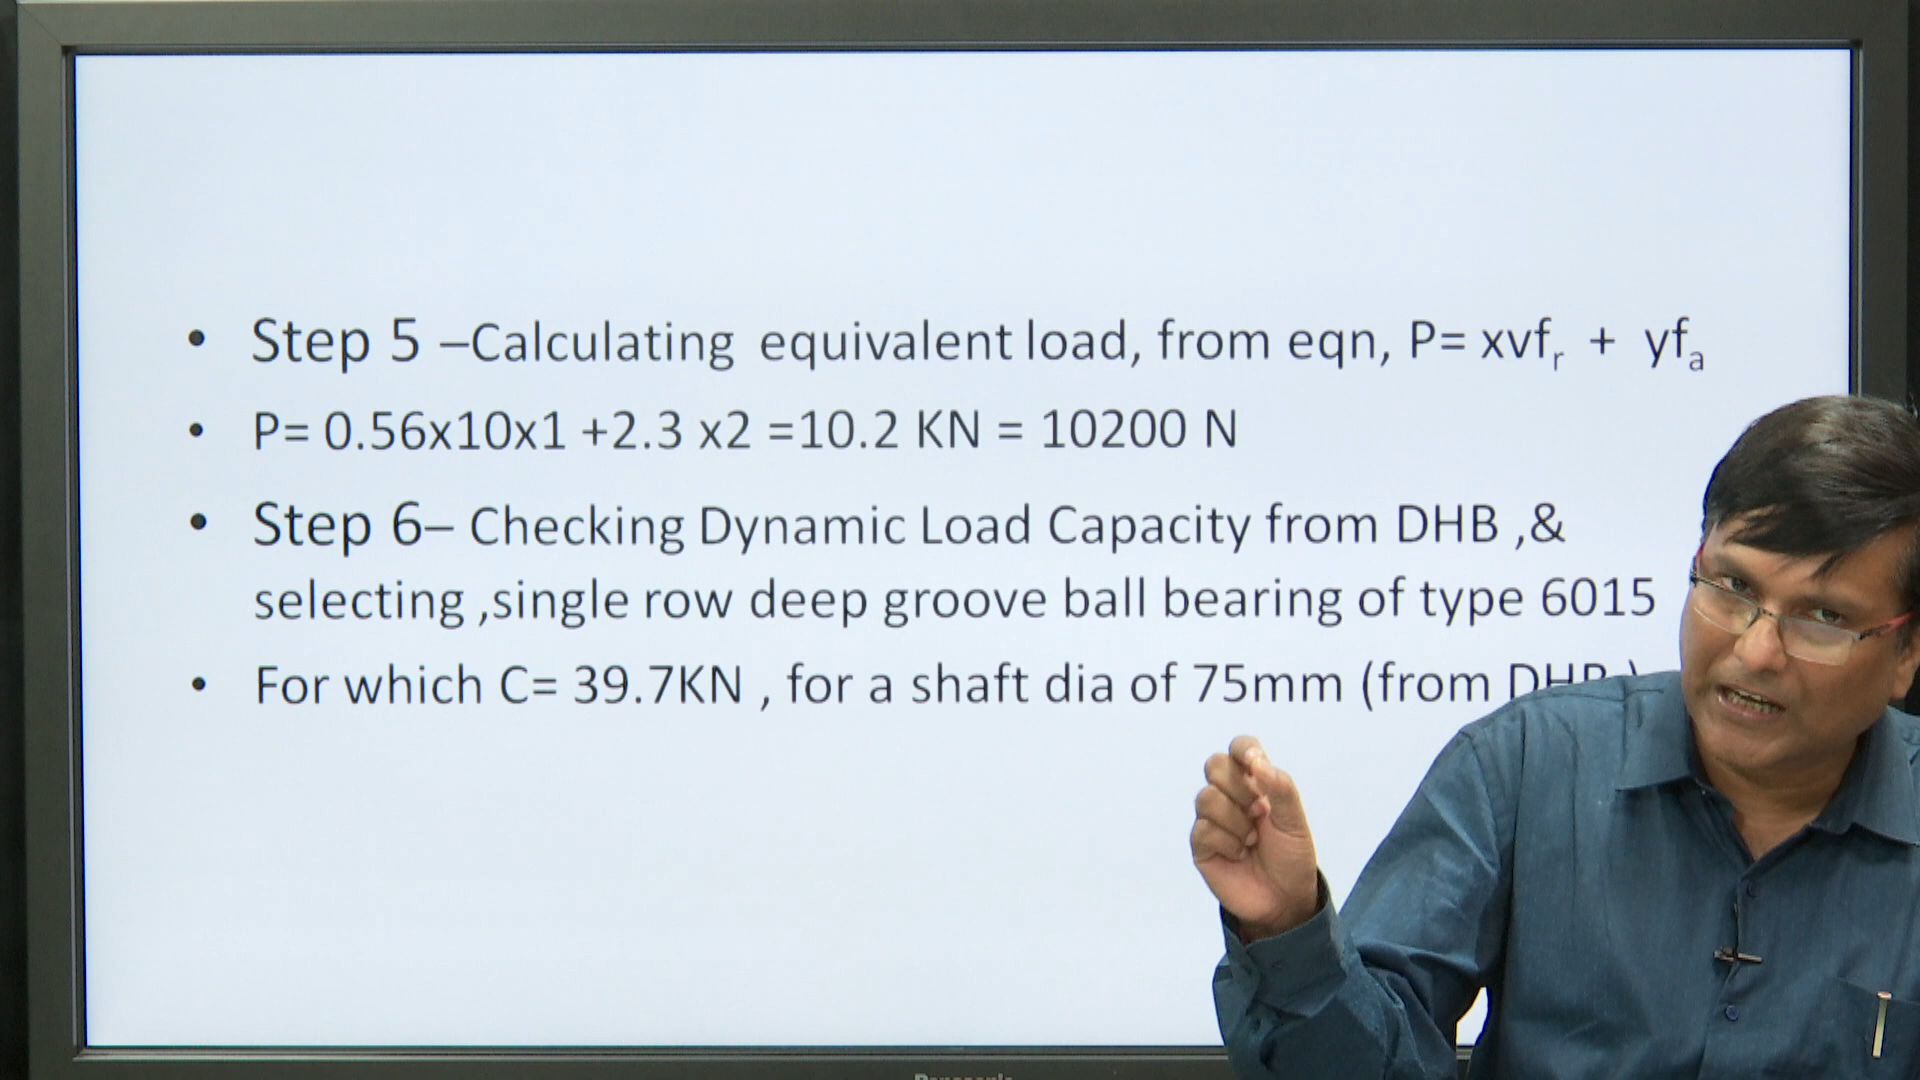 • Step 5 –Calculating equivalent load, from eqn, P= xvfr + yfa
• P= 0.56x10x1 +2.3 x2 =10.2 KN = 10200 N
• Step 6– Checking Dynamic Load Capacity from DHB ,&
selecting ,single row deep groove ball bearing of type 6015
• For which C= 39.7KN , for a shaft dia of 75mm (from